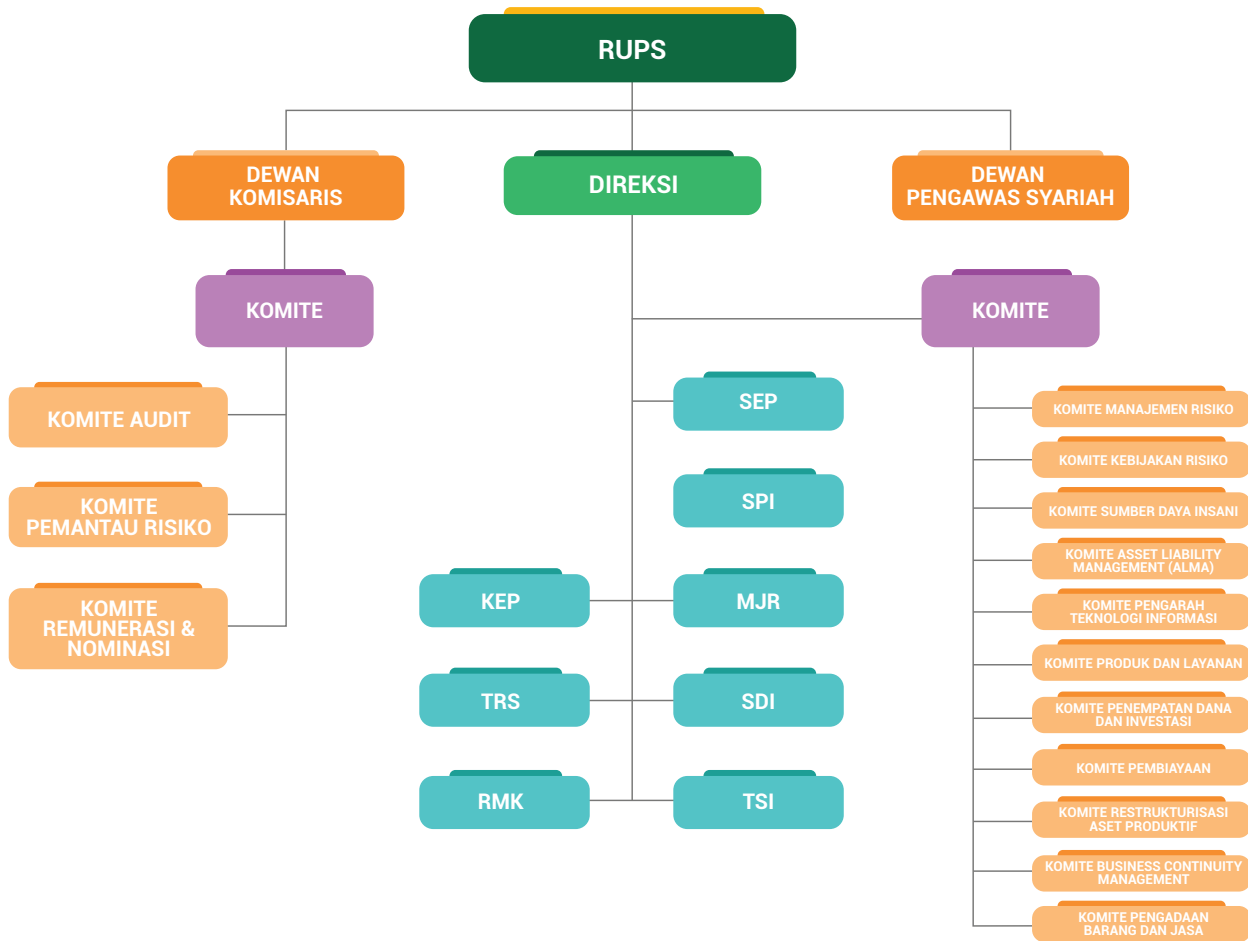 RUPS
DEWAN
KOMISARIS
DIREKSI
DEWAN
PENGAWAS SYARIAH
KOMITE
KOMITE
KOMITE AUDIT
KOMITE
PEMANTAU RISIKO
KOMITE
REMUNERASI &
NOMINASI
SEP
SPI
KEP
MJR
TRS
SDI
RMK
TSI
KOMITE MANAJEMEN RISIKO
KOMITE KEBIJAKAN RISIKO
KOMITE SUMBER DAYA INSANI
KOMITE ASSET LIABILITY
MANAGEMENT (ALMA)
KOMITE PENGARAH
TEKNOLOGI INFORMASI
KOMITE PRODUK DAN LAYANAN
KOMITE PENEMPATAN DANA
DAN INVESTASI
KOMITE PEMBIAYAAN
KOMITE RESTRUKTURISASI
ASET PRODUKTIF
KOMITE BUSINESS CONTINUITY
MANAGEMENT
KOMITE PENGADAAN
BARANG DAN JASA